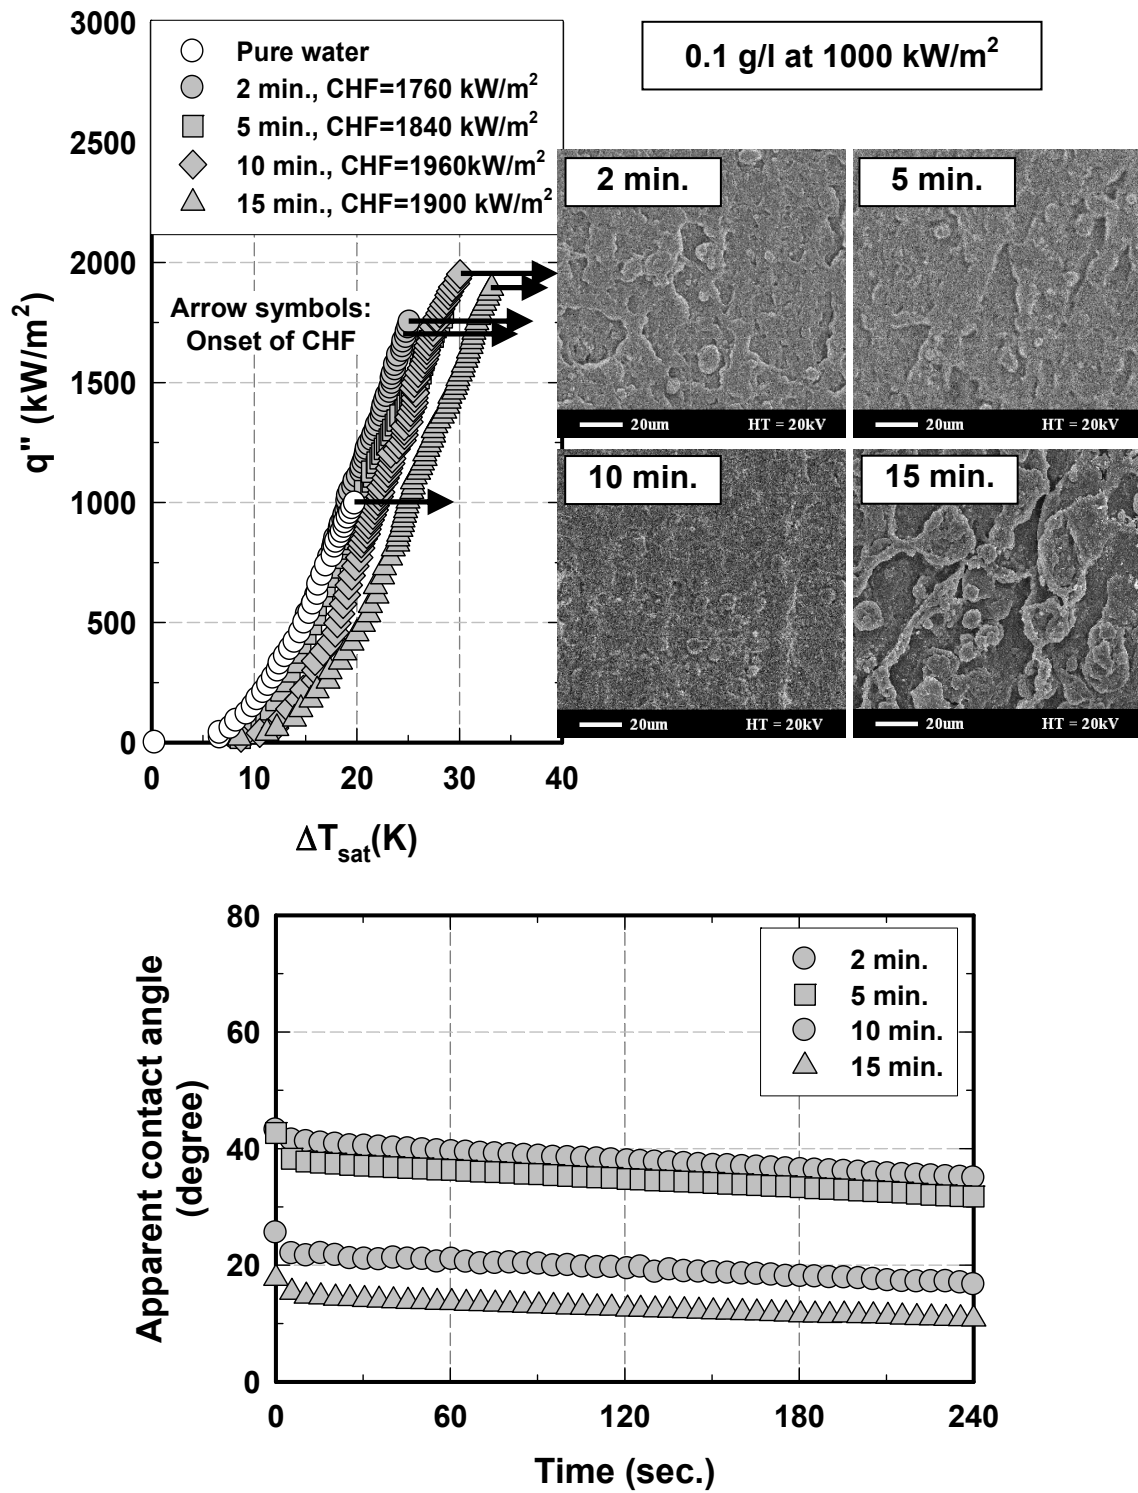 3000
2500
2000
1500
1000
500
0
q" (kW/m²)
Pure water
2 min., CHF=1760 kW/m²
5 min., CHF=1840 kW/m²
10 min., CHF=1960kW/m²
15 min., CHF=1900 kW/m²
0.1 g/l at 1000 kW/m²
Arrow symbols:
Onset of CHF
2 min.
20um HT = 20kV
5 min.
20um HT = 20kV
10 min.
20um HT = 20kV
15 min.
20um HT = 20kV
0 10 20 30 40
ΔTsat(K)
80
60
40
20
0
Apparent contact angle
(degree)
2 min.
5 min.
10 min.
15 min.
0 60 120 180 240
Time (sec.)